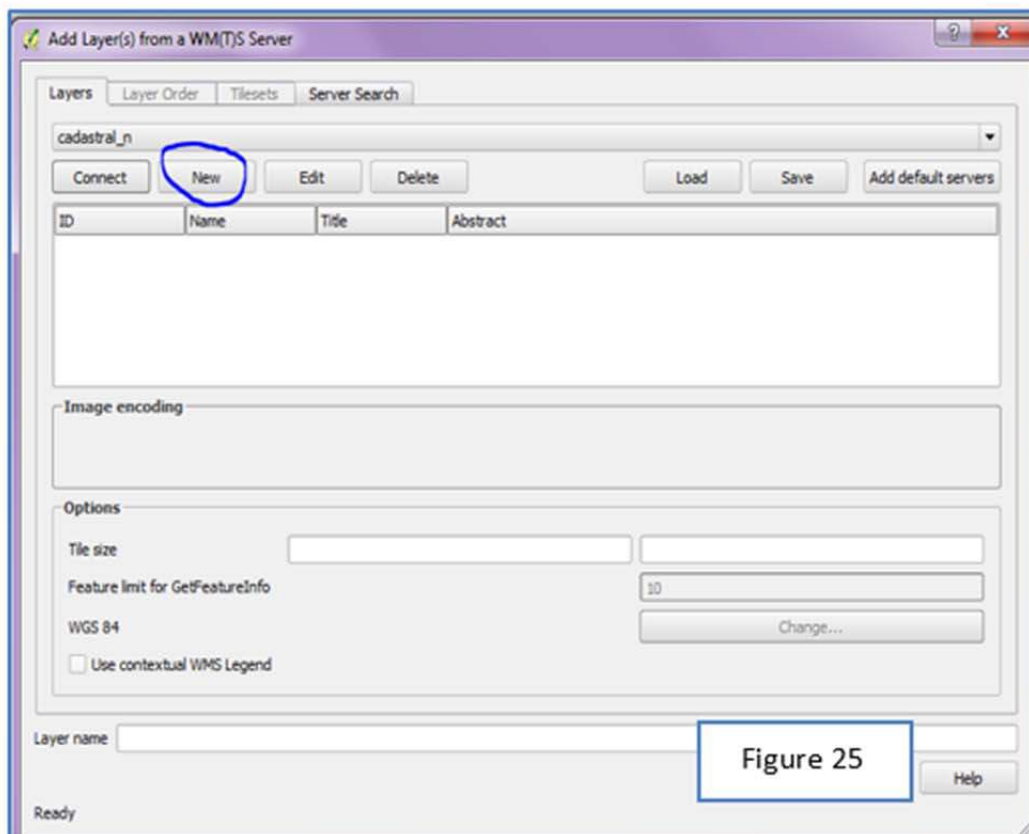 Add Layer(s) from a WM(T)S Server
Layers Layer Order Tilesets Server Search
cadastral_n
Connect New Edit Delete Load Save Add default servers
ID Name Title Abstract
Image encoding
Options
Tile size
Feature limit for GetFeatureInfo 10
WGS 84 Change...
Use contextual WMS Legend
Layer name
Figure 25
Help
Ready